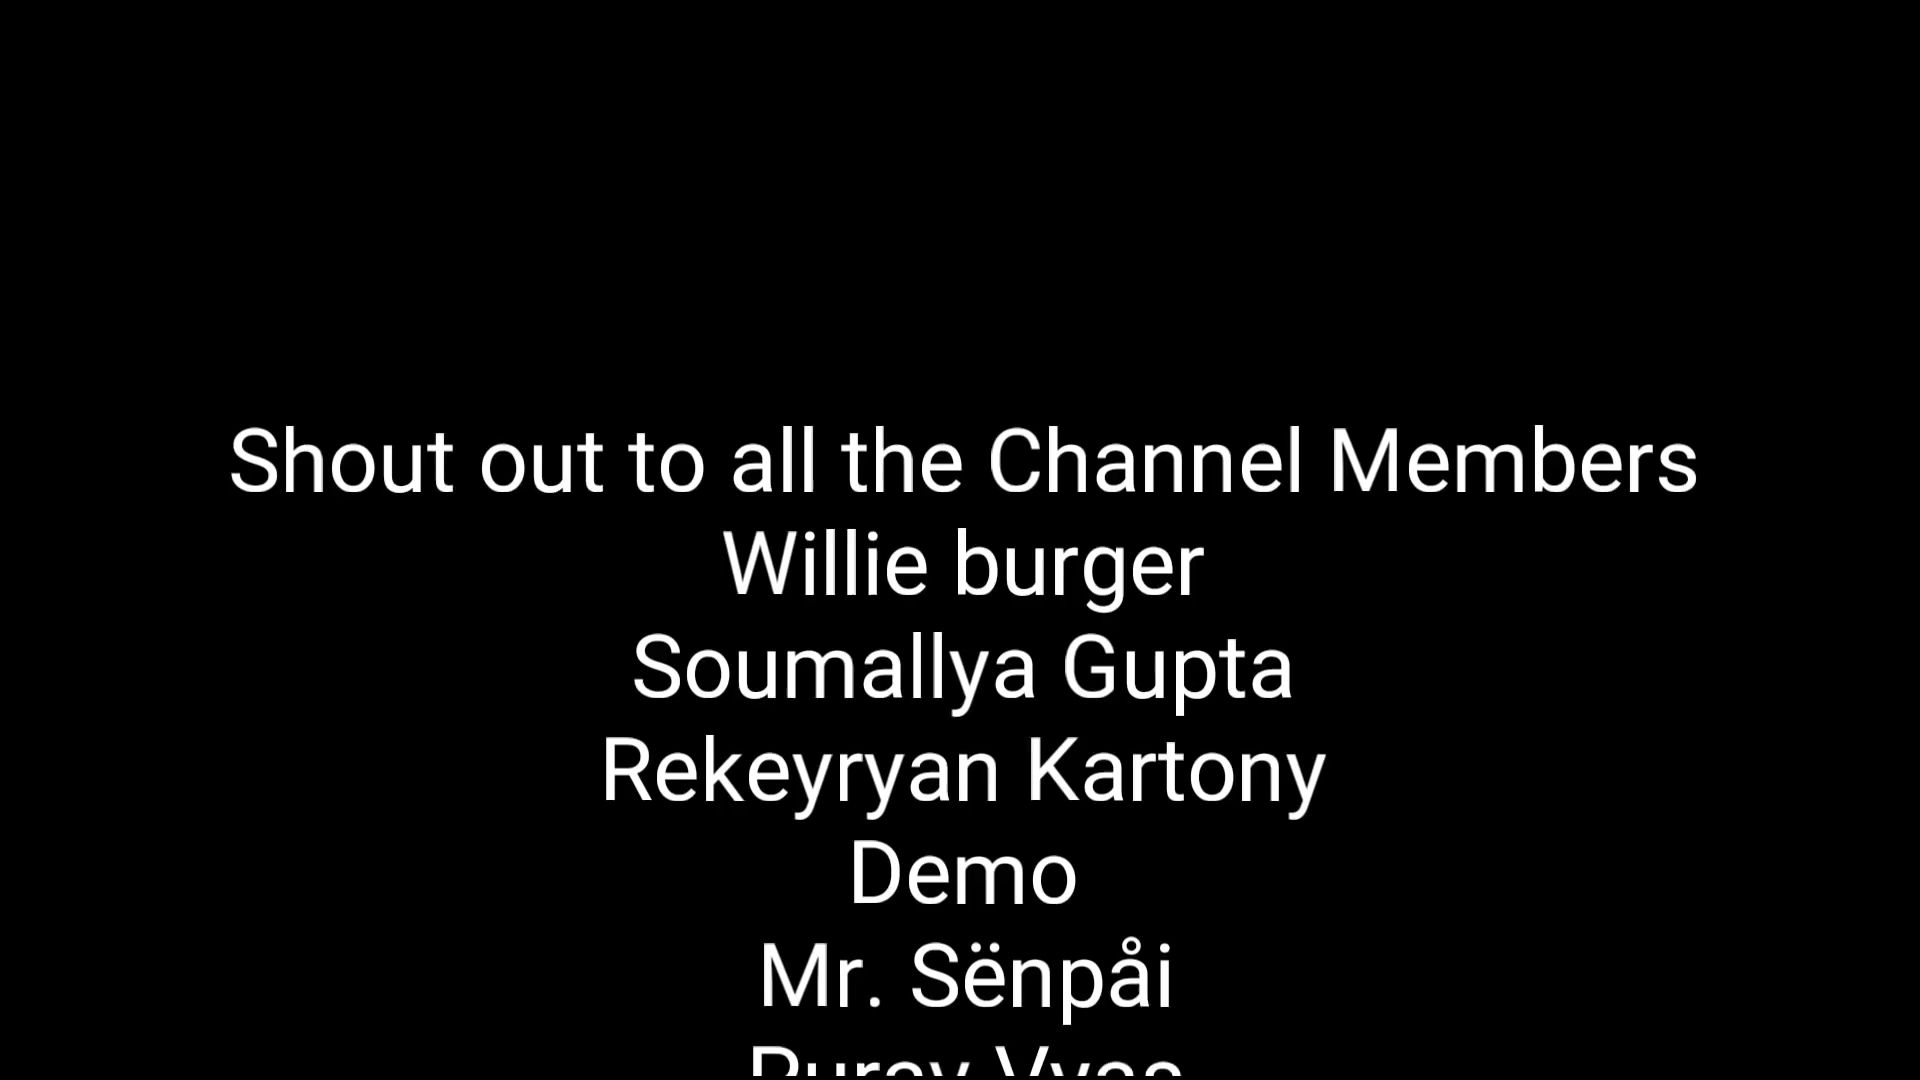 Shout out to all the Channel Members
Willie burger
Soumallya Gupta
Rekeyryan Kartony
Demo
Mr. Sënpåi